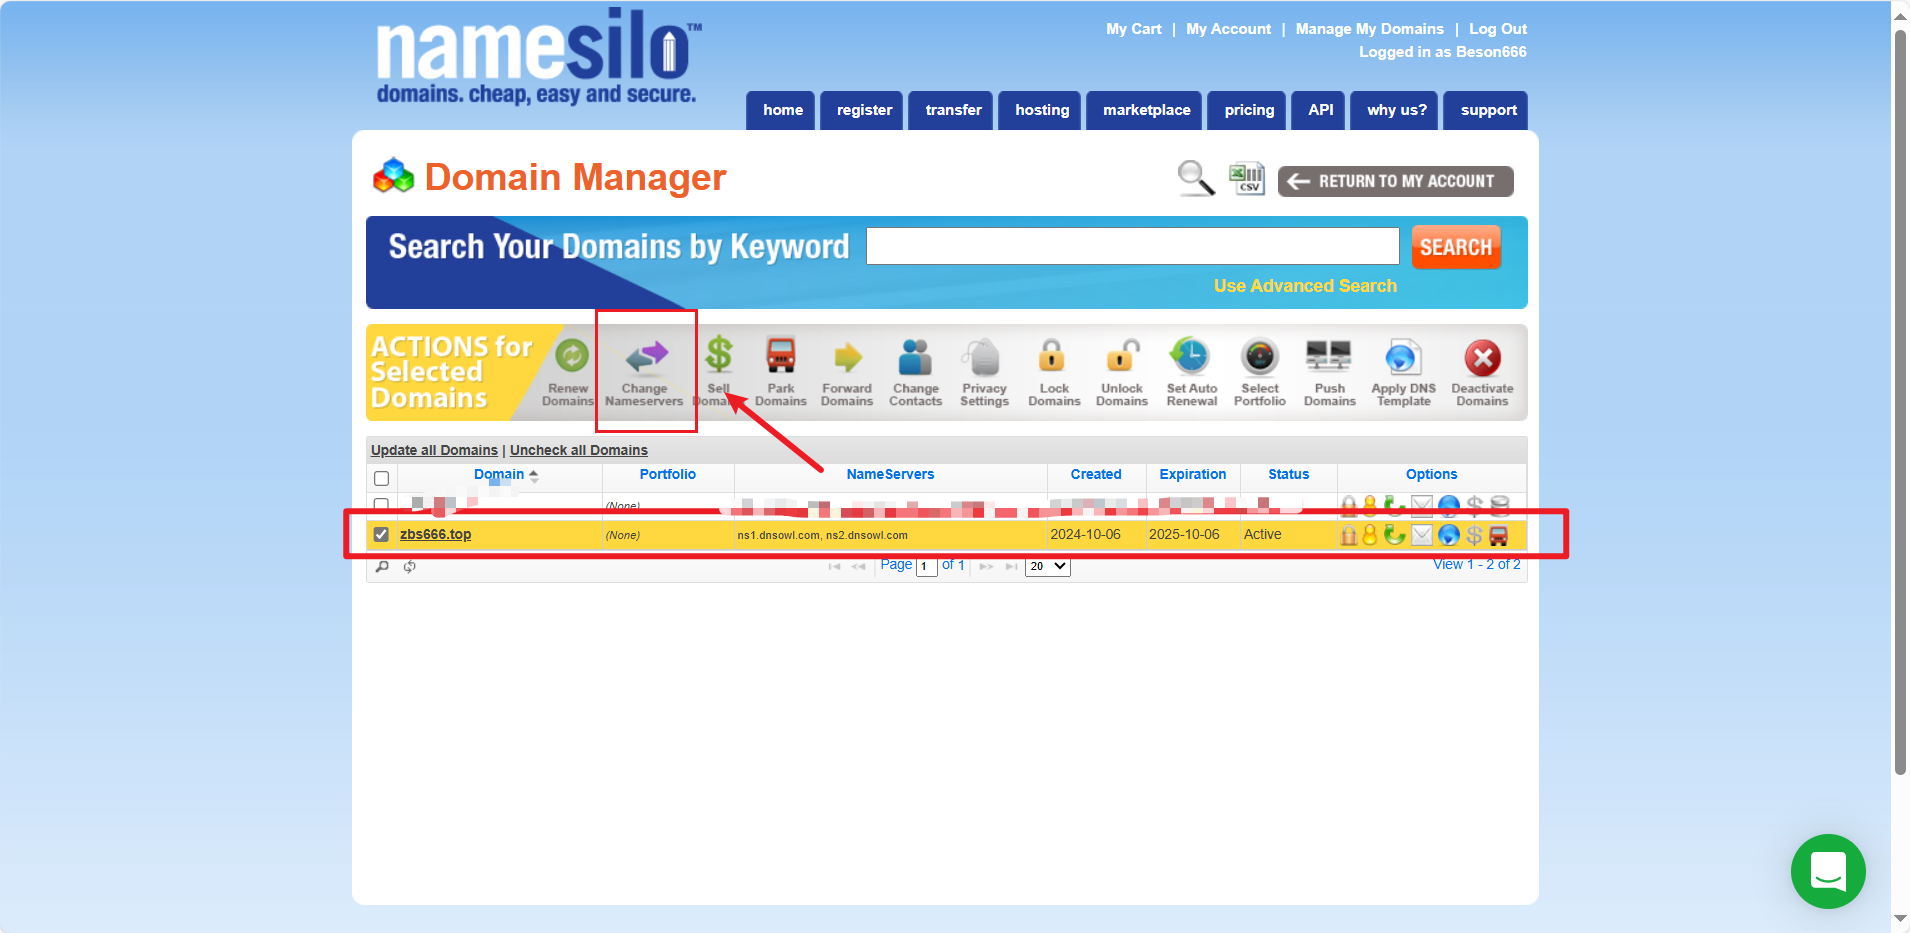 namesilo™
domains. cheap, easy and secure.
My Cart | My Account | Manage My Domains | Log Out
Logged in as Beson666
home register transfer hosting marketplace pricing API why us? support
Domain Manager
CSV
RETURN TO MY ACCOUNT
Search Your Domains by Keyword
SEARCH
Use Advanced Search
ACTIONS for
Selected
Domains
Renew
Domains
Change
Nameservers
Sell
Domains
Park
Domains
Forward
Domains
Change
Contacts
Privacy
Settings
Lock
Domains
Unlock
Domains
Set Auto
Renewal
Select
Portfolio
Push
Domains
Apply DNS
Template
Deactivate
Domains
Update all Domains | Uncheck all Domains
Domain Portfolio NameServers Created Expiration Status Options
(None)
zbs666.top (None) ns1.dnsowl.com, ns2.dnsowl.com 2024-10-06 2025-10-06 Active
Page 1 of 1 20 View 1 - 2 of 2